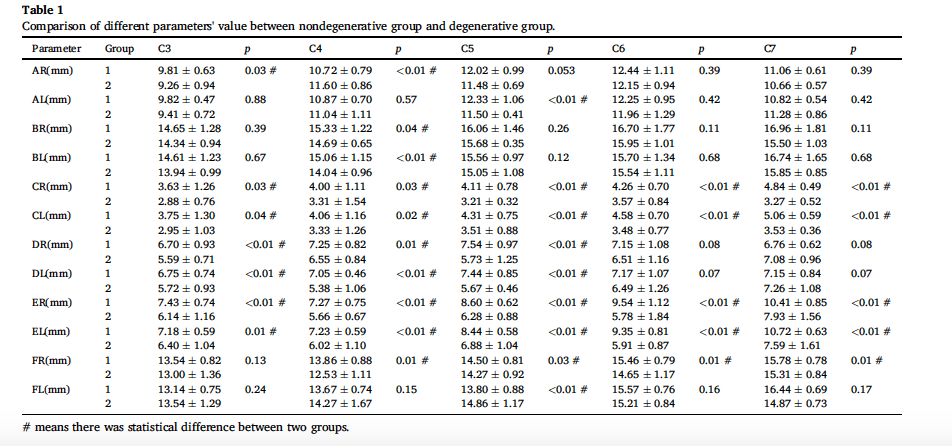 Table 1
Comparison of different parameters' value between nondegenerative group and degenerative group.
Parameter Group C3 p C4 p C5 p C6 p C7 p
AR(mm) 1 9.81 ± 0.63 0.03 # 10.72 ± 0.79 <0.01 # 12.02 ± 0.99 0.053 12.44 ± 1.11 0.39 11.06 ± 0.61 0.39
2 9.26 ± 0.94 11.60 ± 0.86 11.48 ± 0.69 12.15 ± 0.94 10.66 ± 0.57
AL(mm) 1 9.82 ± 0.47 0.88 10.87 ± 0.70 0.57 12.33 ± 1.06 <0.01 # 12.25 ± 0.95 0.42 10.82 ± 0.54 0.42
2 9.41 ± 0.72 11.04 ± 1.11 11.50 ± 0.41 11.96 ± 1.29 11.28 ± 0.86
BR(mm) 1 14.65 ± 1.28 0.39 15.33 ± 1.22 0.04 # 16.06 ± 1.46 0.26 16.70 ± 1.77 0.11 16.96 ± 1.81 0.11
2 14.34 ± 0.94 14.69 ± 0.65 15.68 ± 0.35 15.95 ± 1.01 15.50 ± 1.03
BL(mm) 1 14.61 ± 1.23 0.67 15.06 ± 1.15 <0.01 # 15.56 ± 0.97 0.12 15.70 ± 1.34 0.68 16.74 ± 1.65 0.68
2 13.94 ± 0.99 14.04 ± 0.96 15.05 ± 1.08 15.54 ± 1.11 15.85 ± 0.85
CR(mm) 1 3.63 ± 1.26 0.03 # 4.00 ± 1.11 0.03 # 4.11 ± 0.78 <0.01 # 4.26 ± 0.70 <0.01 # 4.84 ± 0.49 <0.01 #
2 2.88 ± 0.76 3.31 ± 1.54 3.21 ± 0.32 3.57 ± 0.84 3.27 ± 0.52
CL(mm) 1 3.75 ± 1.30 0.04 # 4.06 ± 1.16 0.02 # 4.31 ± 0.75 <0.01 # 4.58 ± 0.70 <0.01 # 5.06 ± 0.59 <0.01 #
2 2.95 ± 1.03 3.33 ± 1.26 3.51 ± 0.88 3.48 ± 0.77 3.53 ± 0.36
DR(mm) 1 6.70 ± 0.93 <0.01 # 7.25 ± 0.82 0.01 # 7.54 ± 0.97 <0.01 # 7.15 ± 1.08 0.08 6.76 ± 0.62 0.08
2 5.59 ± 0.71 6.55 ± 0.84 5.73 ± 1.25 6.51 ± 1.16 7.08 ± 0.96
DL(mm) 1 6.75 ± 0.74 <0.01 # 7.05 ± 0.46 <0.01 # 7.44 ± 0.85 <0.01 # 7.17 ± 1.07 0.07 7.15 ± 0.84 0.07
2 5.72 ± 0.93 5.38 ± 1.06 5.67 ± 0.46 6.49 ± 1.26 7.26 ± 1.08
ER(mm) 1 7.43 ± 0.74 <0.01 # 7.27 ± 0.75 <0.01 # 8.60 ± 0.62 <0.01 # 9.54 ± 1.12 <0.01 # 10.41 ± 0.85 <0.01 #
2 6.14 ± 1.16 5.66 ± 0.67 6.28 ± 0.88 5.78 ± 1.84 7.93 ± 1.56
EL(mm) 1 7.18 ± 0.59 0.01 # 7.23 ± 0.59 <0.01 # 8.44 ± 0.58 <0.01 # 9.35 ± 0.81 <0.01 # 10.72 ± 0.63 <0.01 #
2 6.40 ± 1.04 6.02 ± 1.10 6.88 ± 1.04 5.91 ± 0.87 7.59 ± 1.61
FR(mm) 1 13.54 ± 0.82 0.13 13.86 ± 0.88 0.01 # 14.50 ± 0.81 0.03 # 15.46 ± 0.79 0.01 # 15.78 ± 0.78 0.01 #
2 13.00 ± 1.36 12.53 ± 1.11 14.27 ± 0.92 14.65 ± 1.17 15.31 ± 0.84
FL(mm) 1 13.14 ± 0.75 0.24 13.67 ± 0.74 0.15 13.80 ± 0.88 <0.01 # 15.57 ± 0.76 0.16 16.44 ± 0.69 0.17
2 13.54 ± 1.29 14.27 ± 1.67 14.86 ± 1.17 15.21 ± 0.84 14.87 ± 0.73
# means there was statistical difference between two groups.